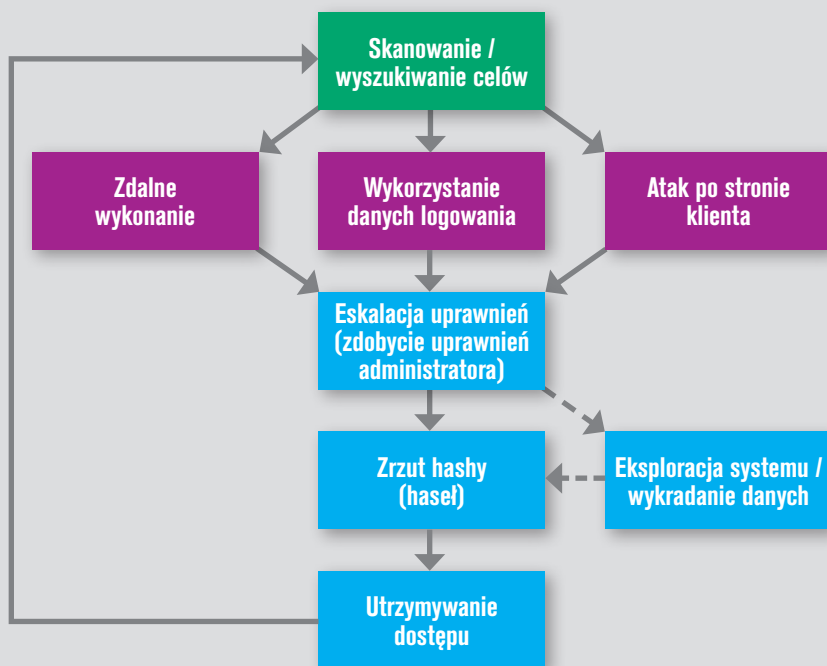 Skanowanie /
wyszukiwanie celów
Zdalne
wykonanie
Wykorzystanie
danych logowania
Atak po stronie
klienta
Eskalacja uprawnień
(zdobycie uprawnień
administratora)
Zrzut hashy
(haseł)
Eksploracja systemu /
wykradanie danych
Utrzymywanie
dostępu